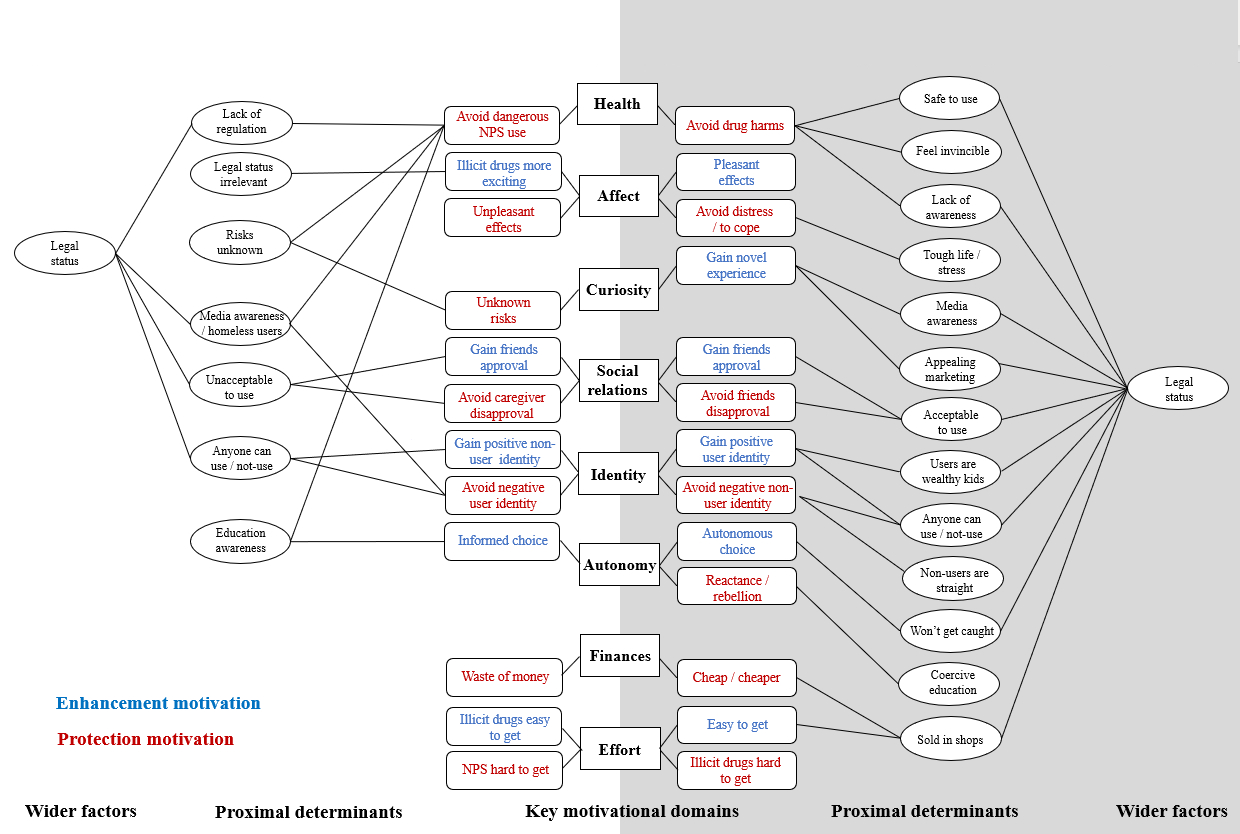 Health
Lack of
regulation
Avoid dangerous
NPS use
Avoid drug harms
Safe to use
Legal status
irrelevant
Illicit drugs more
exciting
Affect
Pleasant
effects
Feel invincible
Unpleasant
effects
Avoid distress
/ to cope
Lack of
awareness
Legal
status
Risks
unknown
Curiosity
Gain novel
experience
Tough life /
stress
Media awareness
/ homeless users
Unknown
risks
Media
awareness
Gain friends
approval
Social
relations
Gain friends
approval
Appealing
marketing
Unacceptable
to use
Avoid caregiver
disapproval
Avoid friends
disapproval
Acceptable
to use
Legal
status
Anyone can
use / not-use
Gain positive non-
user  identity
Identity
Gain positive
user identity
Users are
wealthy kids
Avoid negative
user identity
Avoid negative non-
user identity
Anyone can
use / not-use
Education
awareness
Informed choice
Autonomy
Autonomous
choice
Non-users are
straight
Reactance /
rebellion
Won't get caught
Finances
Waste of money
Cheap / cheaper
Coercive
education
Enhancement motivation
Protection motivation
Illicit drugs easy
to get
Effort
Easy to get
Sold in shops
NPS hard to get
Illicit drugs hard
to get
Wider factors
Proximal determinants
Key motivational domains
Proximal determinants
Wider factors